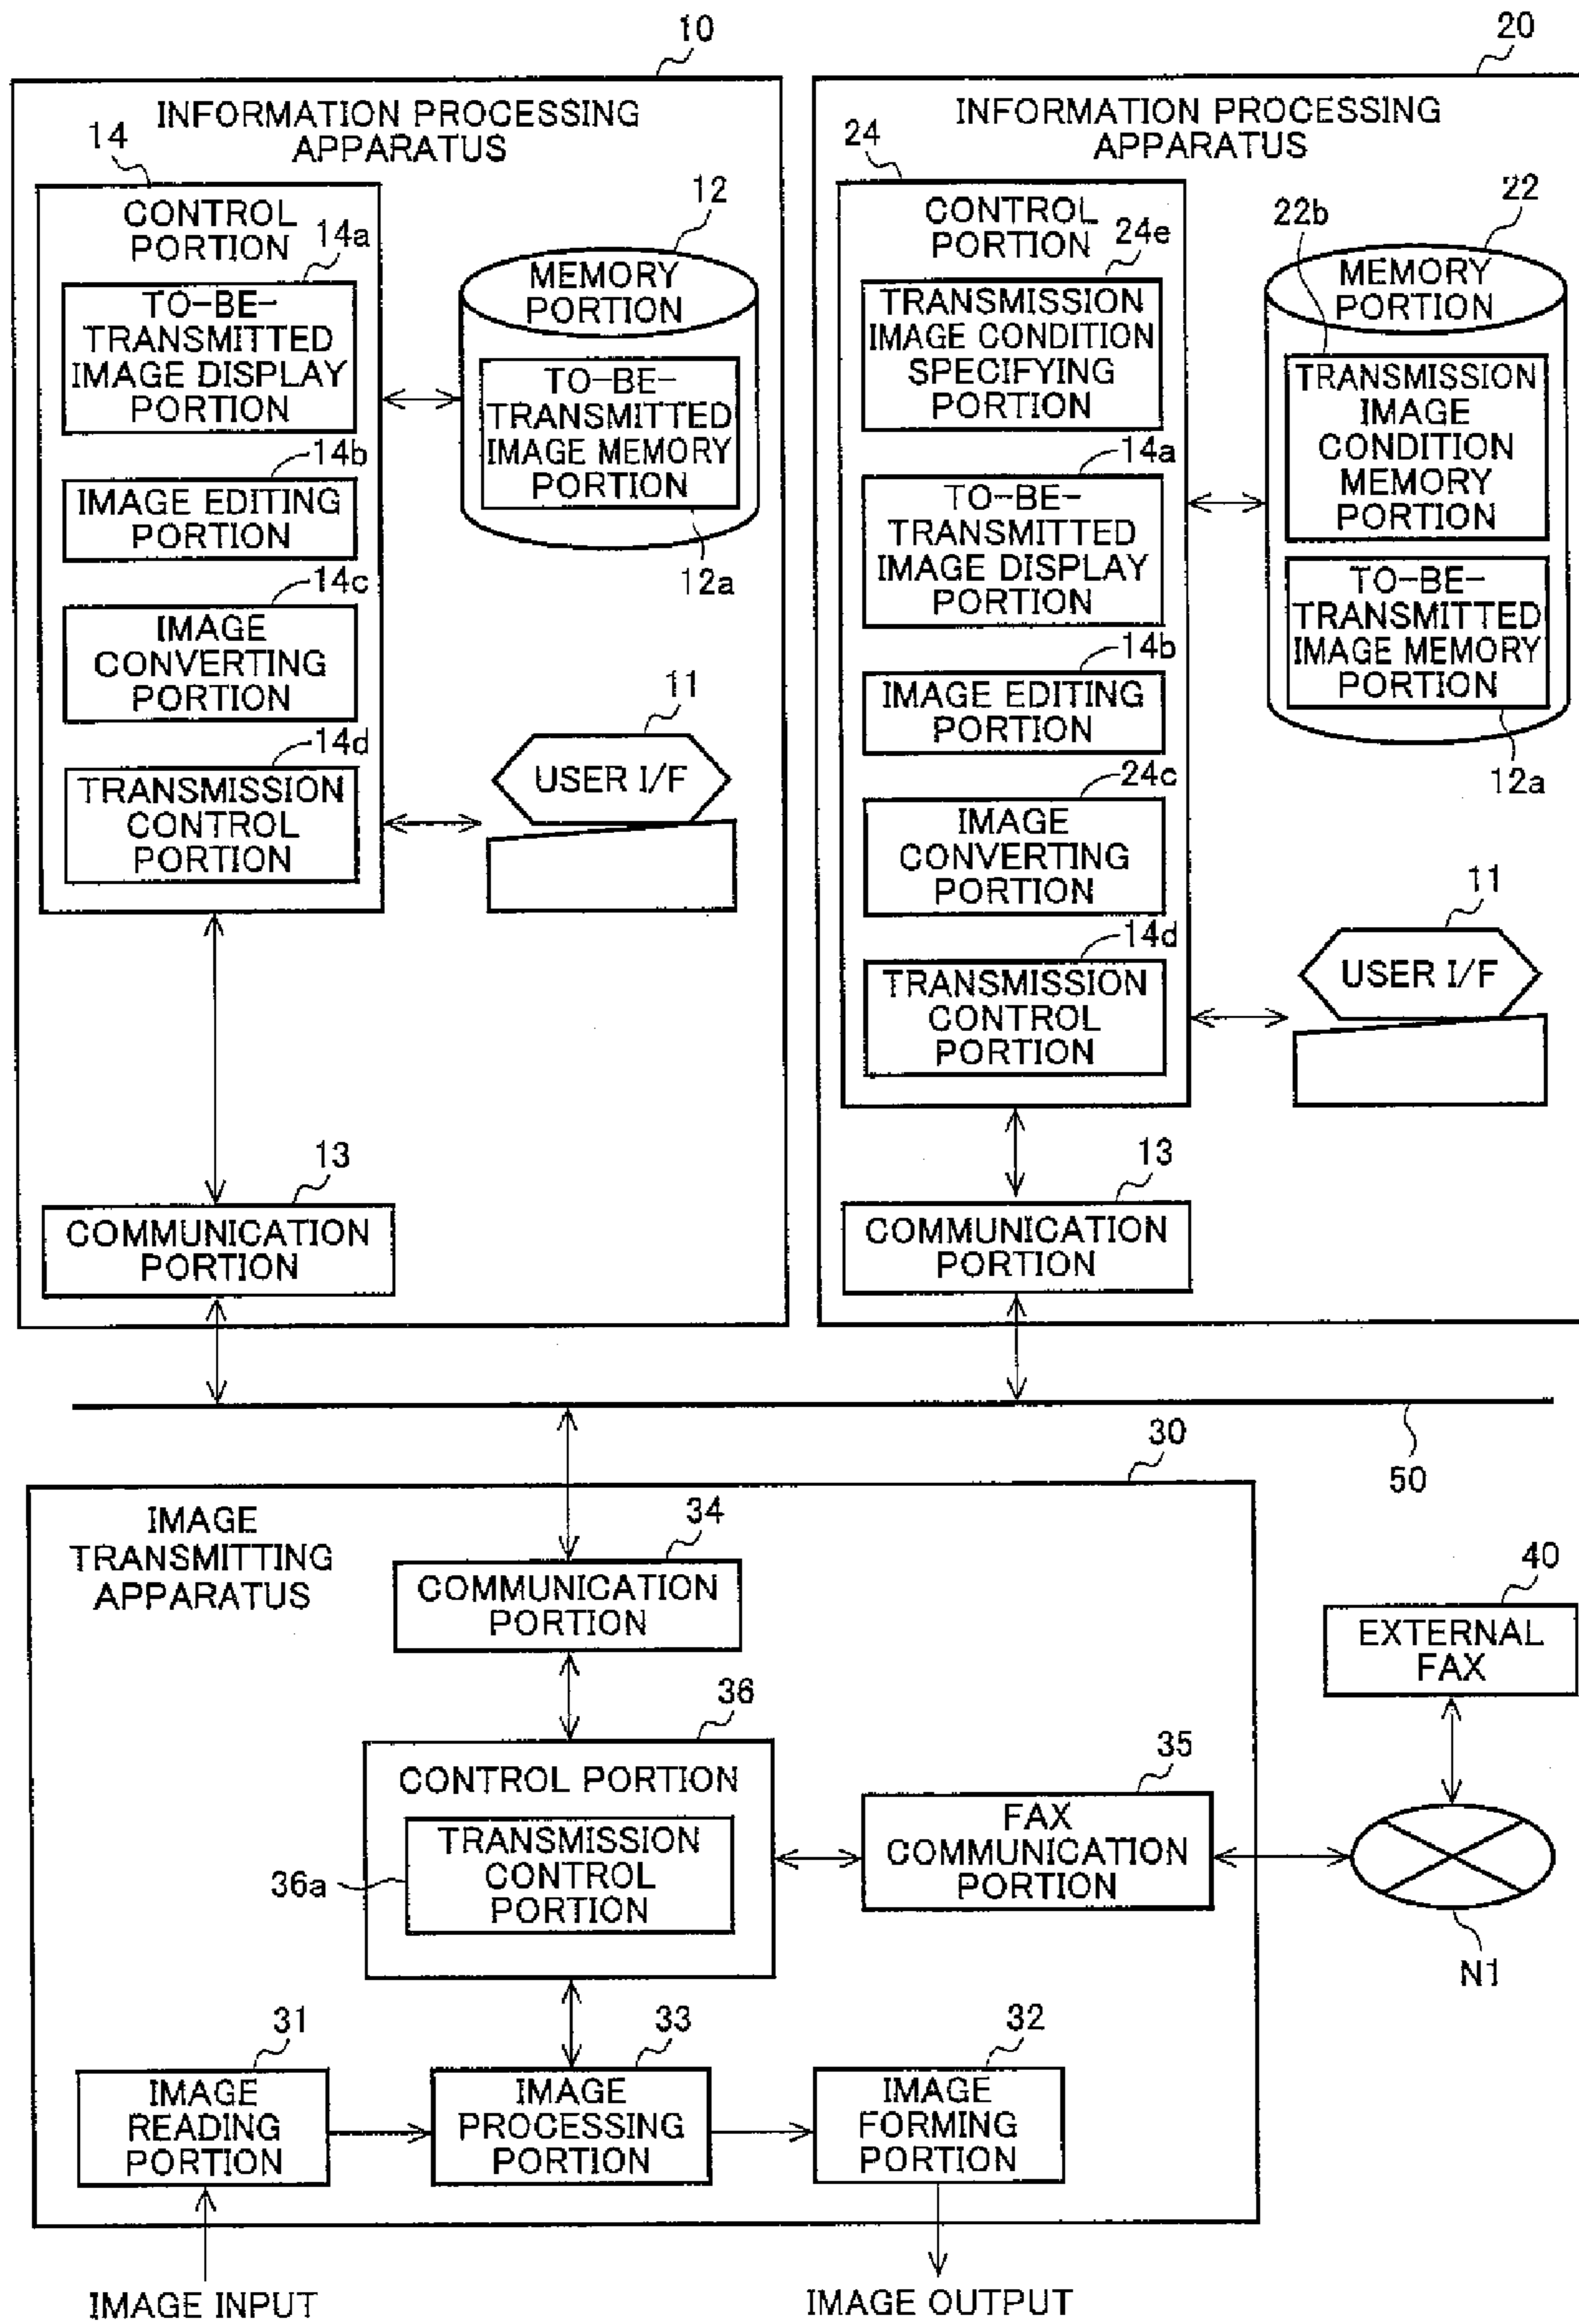 10
INFORMATION PROCESSING
APPARATUS
14
CONTROL
PORTION
14a
TO-BE-
TRANSMITTED
IMAGE DISPLAY
PORTION
14b
IMAGE EDITING
PORTION
14c
IMAGE
CONVERTING
PORTION
14d
TRANSMISSION
CONTROL
PORTION
12
MEMORY
PORTION
TO-BE-
TRANSMITTED
IMAGE MEMORY
PORTION
12a
11
USER I/F
13
COMMUNICATION
PORTION
20
INFORMATION PROCESSING
APPARATUS
24
CONTROL
PORTION
24e
TRANSMISSION
IMAGE CONDITION
SPECIFYING
PORTION
14a
TO-BE-
TRANSMITTED
IMAGE DISPLAY
PORTION
14b
IMAGE EDITING
PORTION
24c
IMAGE
CONVERTING
PORTION
14d
TRANSMISSION
CONTROL
PORTION
22
22b
MEMORY
PORTION
TRANSMISSION
IMAGE
CONDITION
MEMORY
PORTION
TO-BE-
TRANSMITTED
IMAGE MEMORY
PORTION
12a
11
USER I/F
13
COMMUNICATION
PORTION
50
30
IMAGE
TRANSMITTING
APPARATUS
34
COMMUNICATION
PORTION
36
CONTROL PORTION
36a
TRANSMISSION
CONTROL
PORTION
35
FAX
COMMUNICATION
PORTION
40
EXTERNAL
FAX
N1
31
IMAGE
READING
PORTION
33
IMAGE
PROCESSING
PORTION
32
IMAGE
FORMING
PORTION
IMAGE INPUT
IMAGE OUTPUT